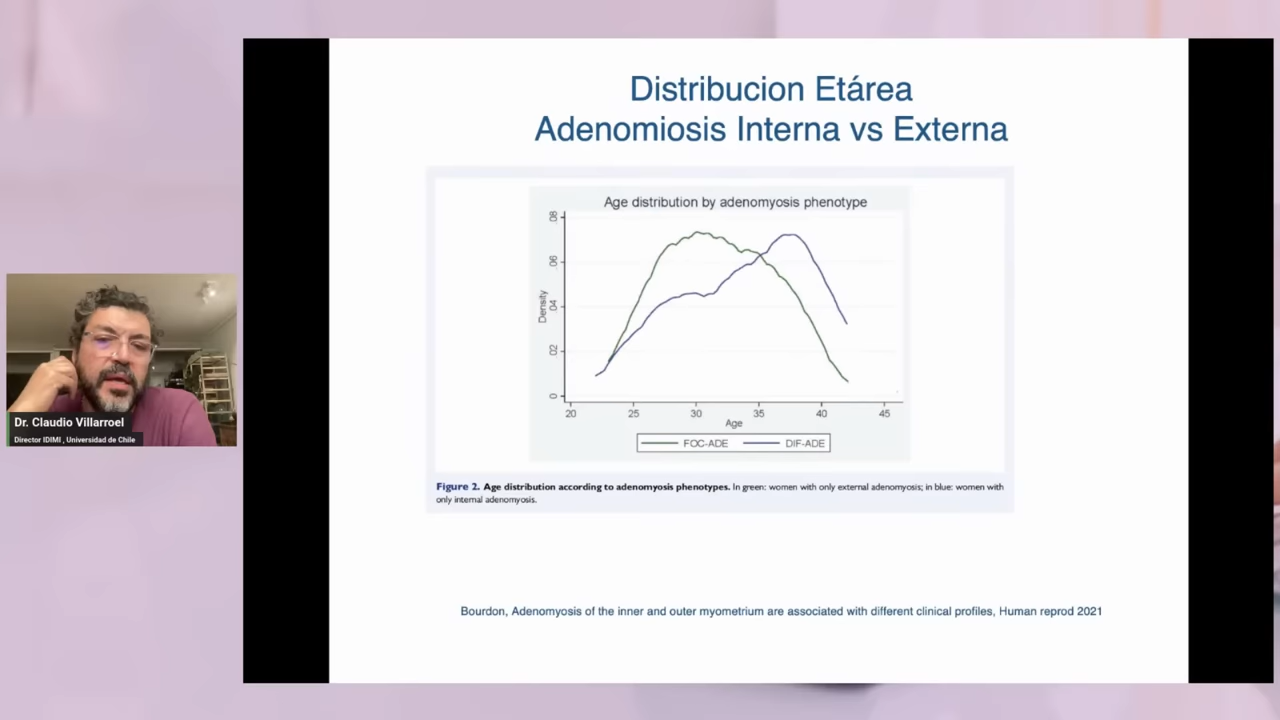 Distribucion Etárea
Adenomiosis Interna vs Externa
Age distribution by adenomyosis phenotype
.08
.06
.04
.02
0
Density
20 25 30 35 40 45
Age
FOC-ADE DIF-ADE
Figure 2. Age distribution according to adenomyosis phenotypes. In green: women with only external adenomyosis; in blue: women with
only internal adenomyosis.
Bourdon, Adenomyosis of the inner and outer myometrium are associated with different clinical profiles, Human reprod 2021
Dr. Claudio Villarroel
Director IDIMI , Universidad de Chile